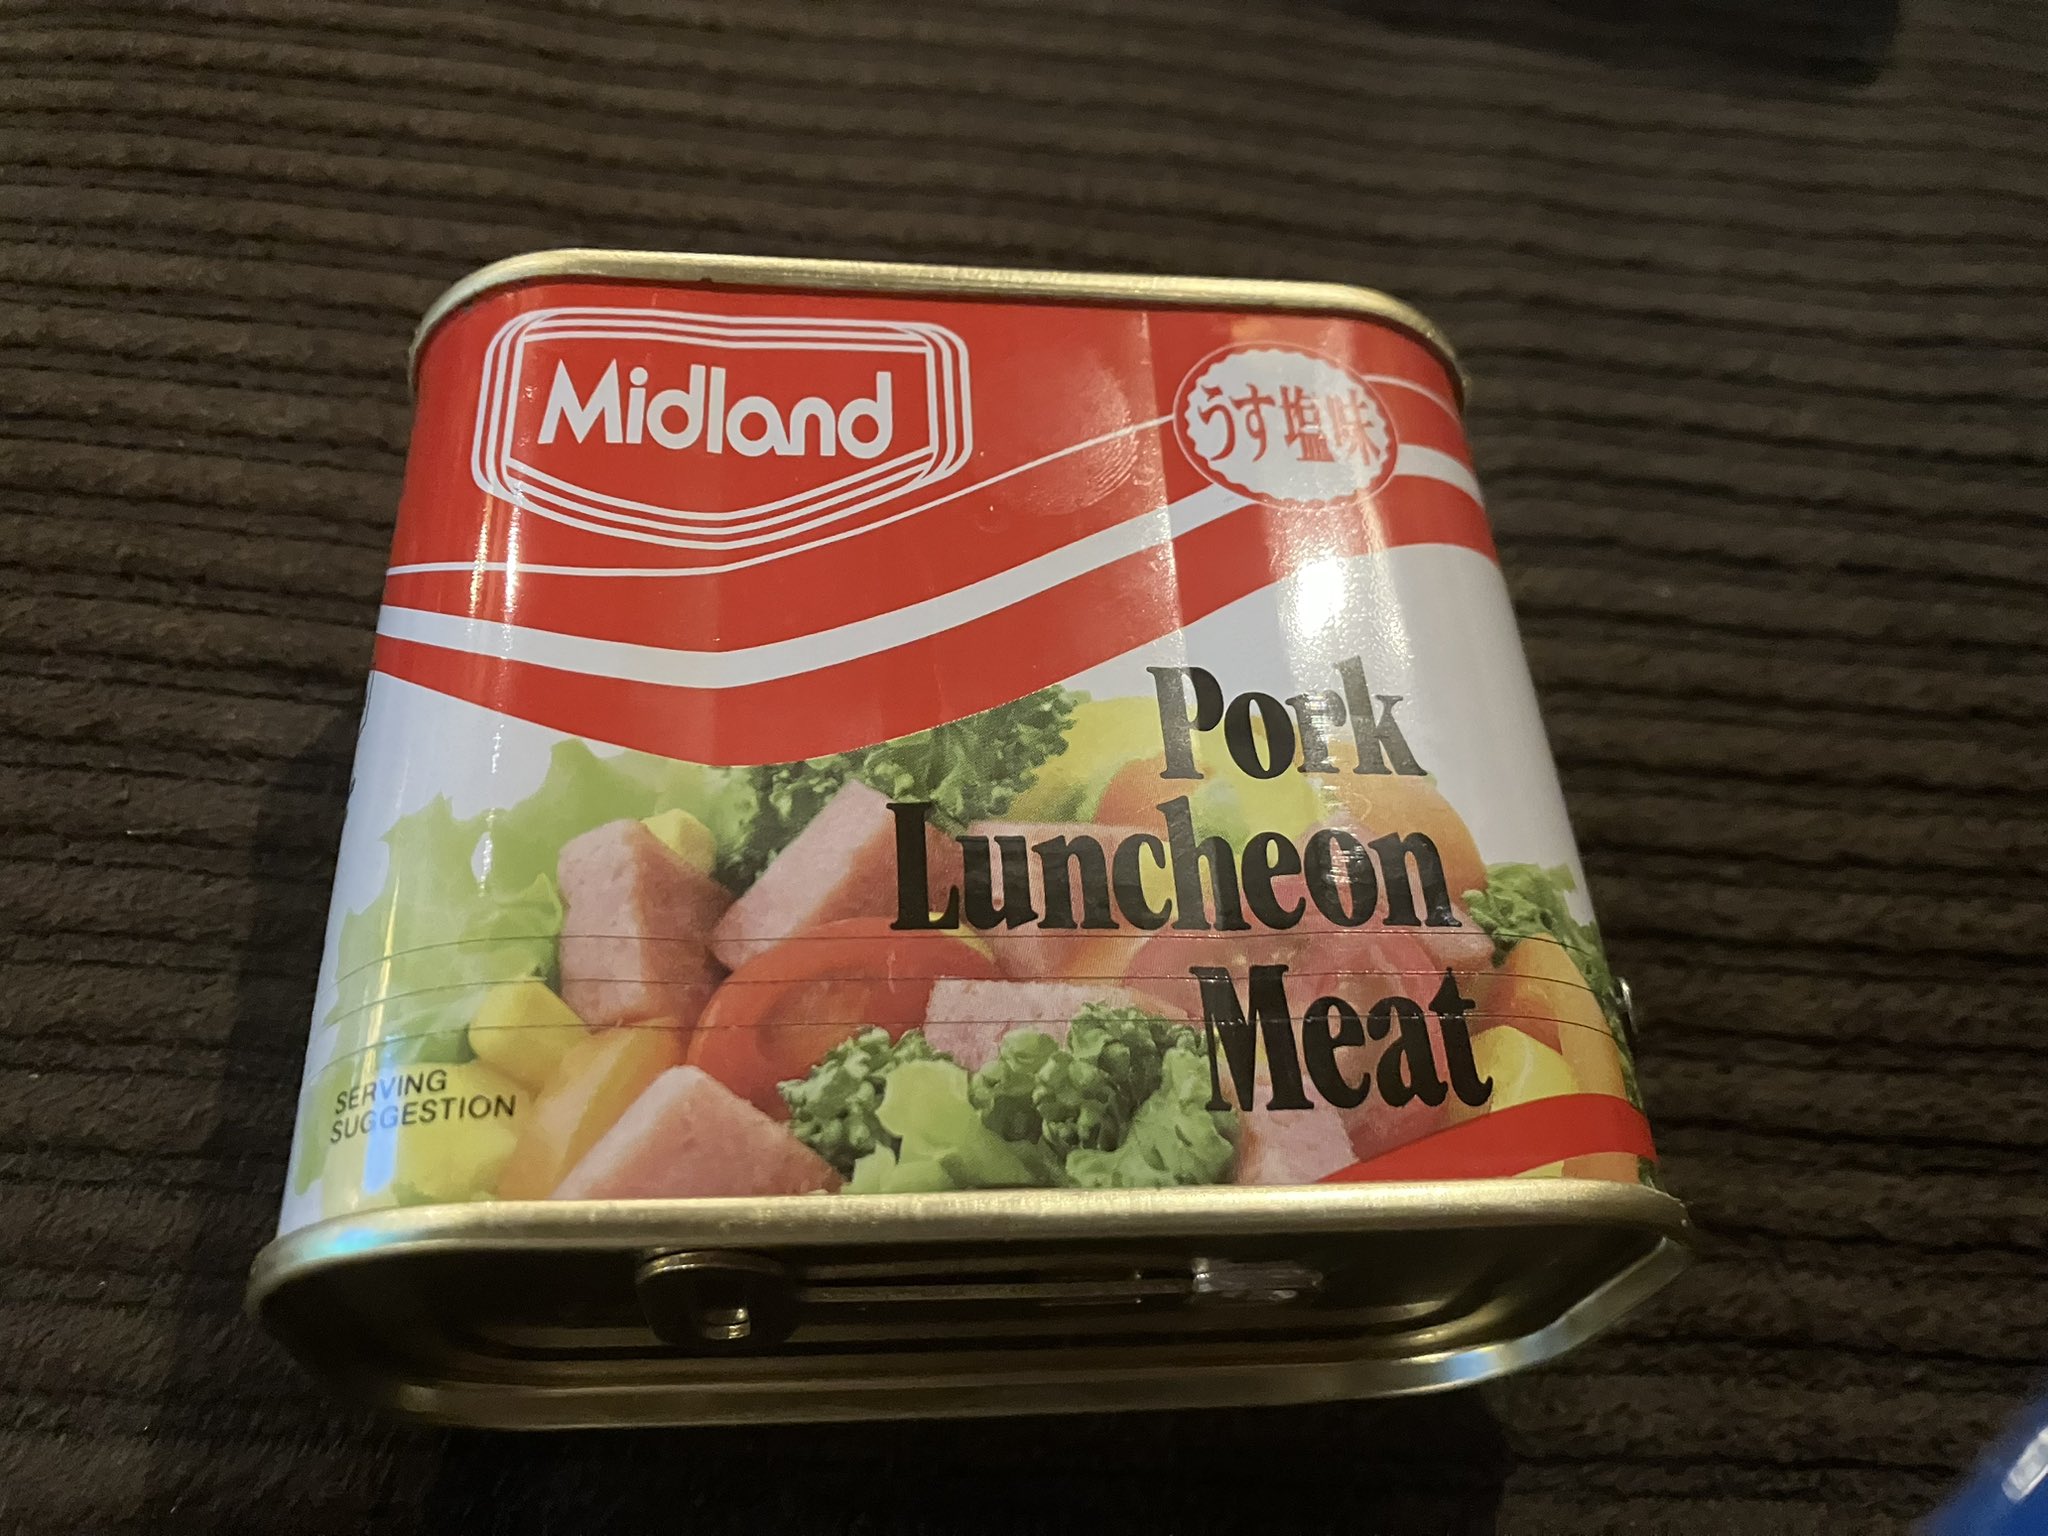 Midland
うす塩味
Pork
Luncheon
Meat
SERVING
SUGGESTION